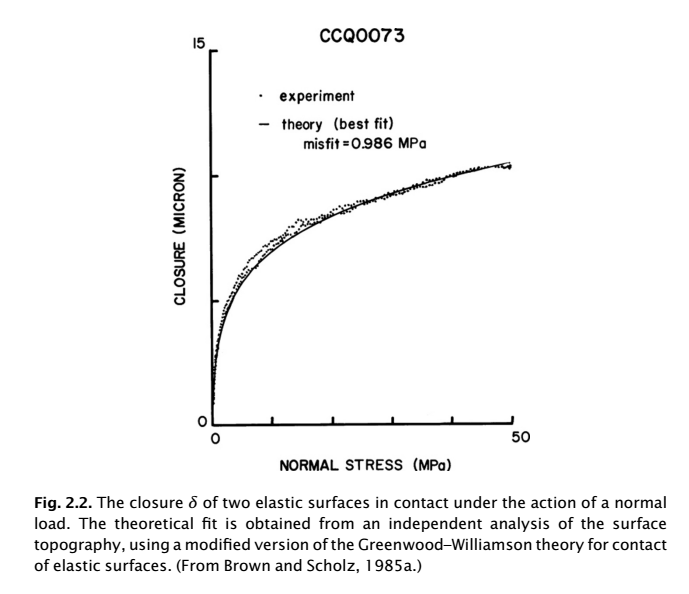 CCQ0073
15
· experiment
— theory (best fit)
misfit = 0.986 MPa
CLOSURE (MICRON)
0
0
50
NORMAL STRESS (MPa)
Fig. 2.2. The closure δ of two elastic surfaces in contact under the action of a normal
load. The theoretical fit is obtained from an independent analysis of the surface
topography, using a modified version of the Greenwood–Williamson theory for contact
of elastic surfaces. (From Brown and Scholz, 1985a.)